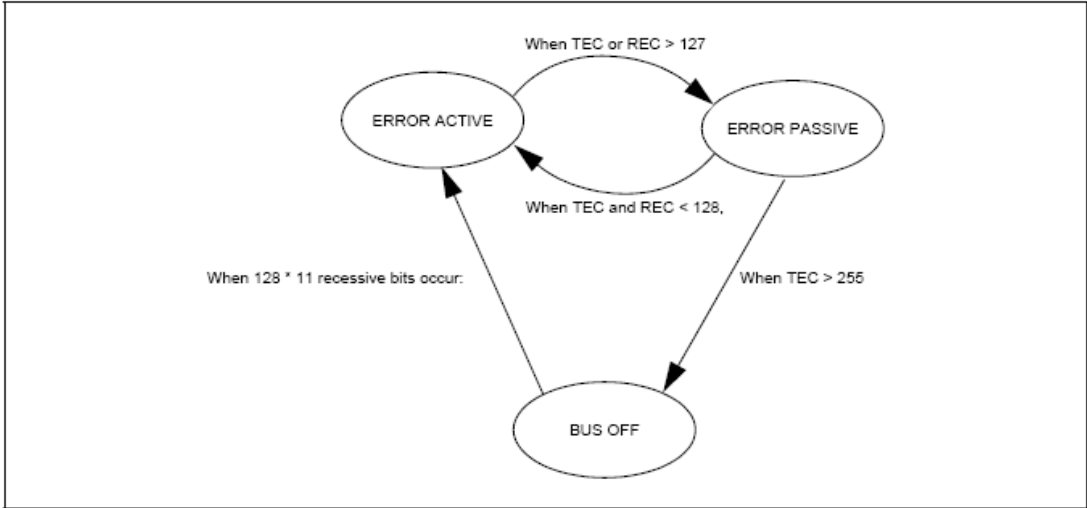 When TEC or REC > 127
ERROR ACTIVE
ERROR PASSIVE
When TEC and REC < 128,
When 128 * 11 recessive bits occur:
When TEC > 255
BUS OFF